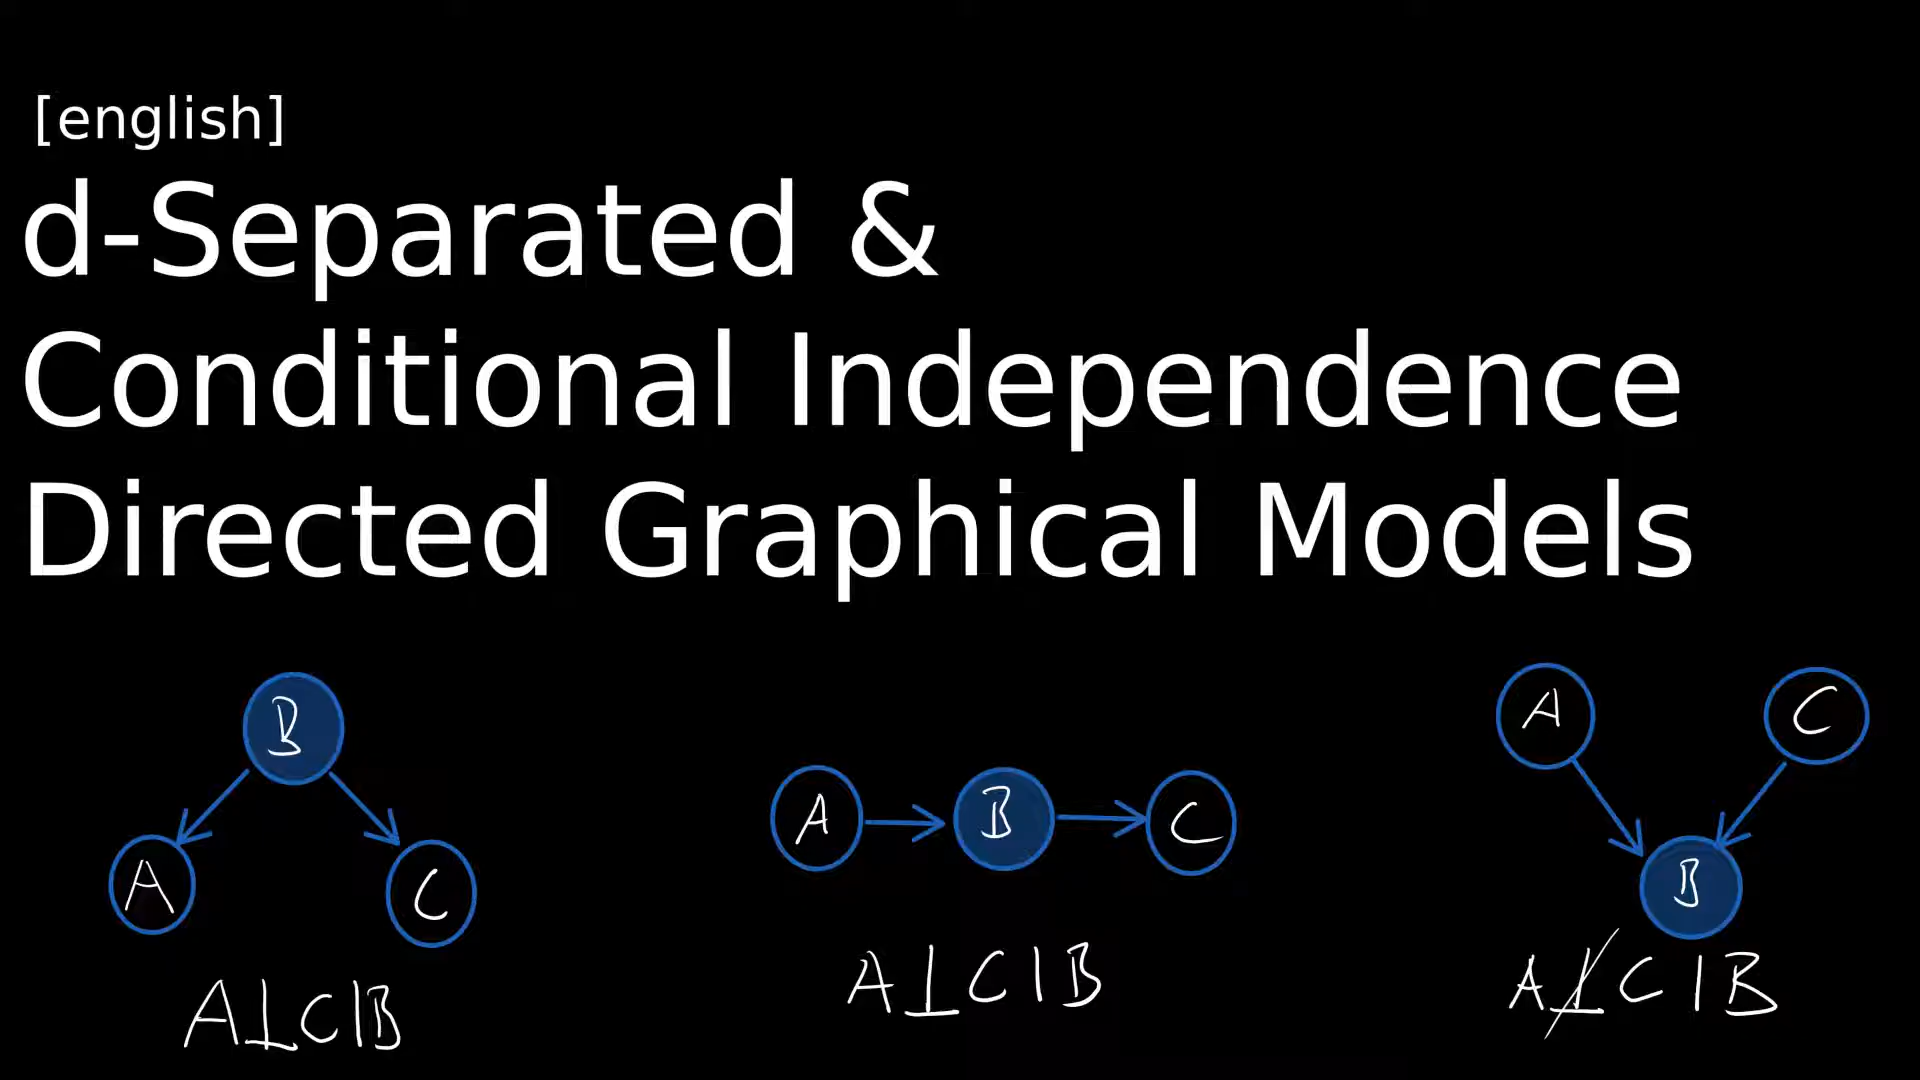 [english]
d-Separated &
Conditional Independence
Directed Graphical Models
B
A C
A⊥C|B
A B C
A⊥C|B
A C
B
A⊥̸C|B